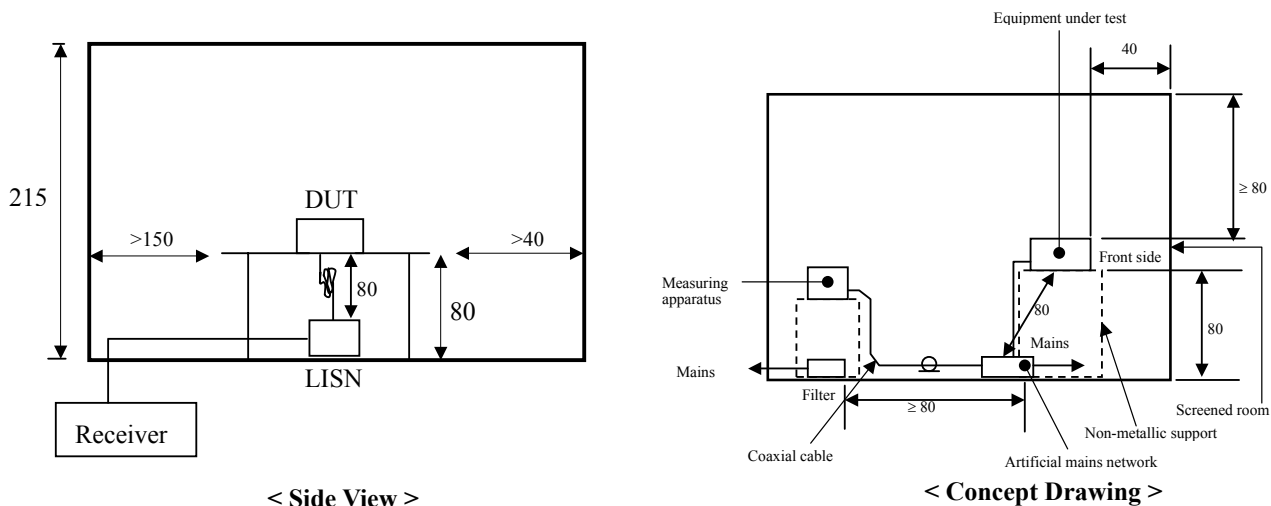 215
DUT
>150
>40
80
80
LISN
Receiver
< Side View >
Equipment under test
40
≥ 80
Front side
Measuring
apparatus
80
80
Mains
Mains
Filter
≥ 80
Screened room
Non-metallic support
Coaxial cable
Artificial mains network
< Concept Drawing >